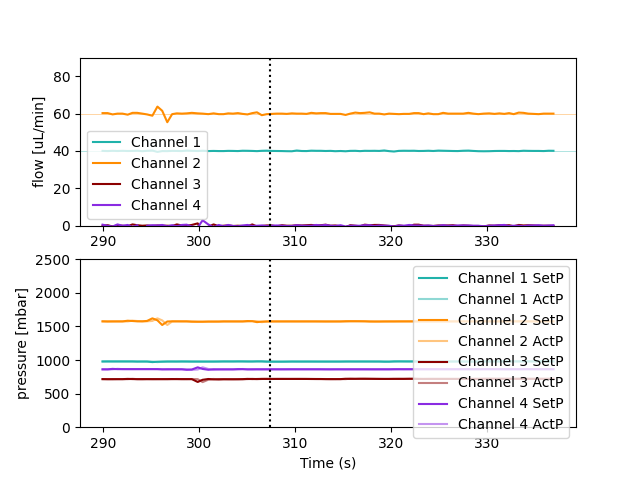 flow [uL/min]
80
60
40
20
0
Channel 1
Channel 2
Channel 3
Channel 4
290
300
310
320
330
pressure [mbar]
2500
2000
1500
1000
500
0
Channel 1 SetP
Channel 1 ActP
Channel 2 SetP
Channel 2 ActP
Channel 3 SetP
Channel 3 ActP
Channel 4 SetP
Channel 4 ActP
290
300
310
320
330
Time (s)